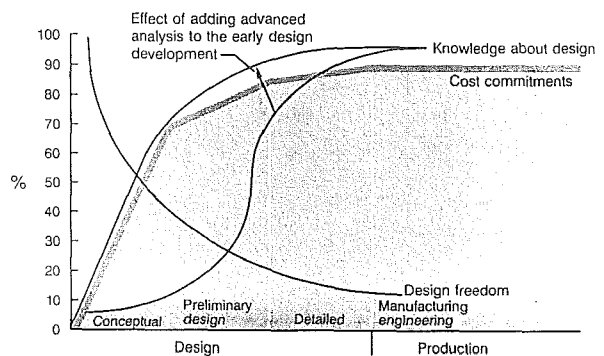 Effect of adding advanced
analysis to the early design
development
Knowledge about design
Cost commitments
100
90
80
70
60
50
40
30
20
10
0
%
Design freedom
Conceptual
Preliminary
design
Detailed
Manufacturing
engineering
Design
Production